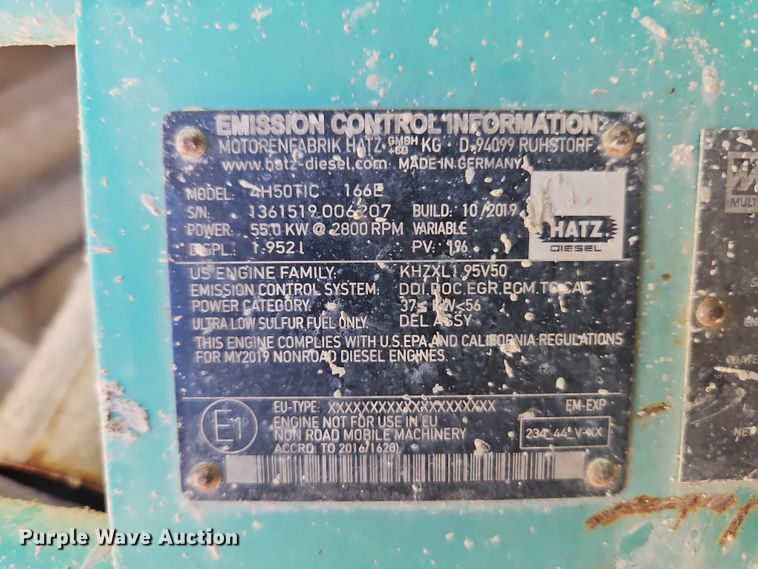 EMISSION CONTROL INFORMATION
MOTORENFABRIK HATZ GMBH +CO KG D-94099 RUHSTORF
www.hatz-diesel.com MADE IN GERMANY
MODEL: 4H50TIC 166E
S/N: 1361519 006207 BUILD: 10/2019
POWER: 55.0 KW @ 2800 RPM VARIABLE
DISPL.: 1.952 l PV: 196
HATZ
DIESEL
US ENGINE FAMILY: KHZXL1.95V50
EMISSION CONTROL SYSTEM: DDI,DOC,EGR,ECM,TC,CAC
POWER CATEGORY: 37≤ kW<56
ULTRA LOW SULFUR FUEL ONLY. DEL ASSY
THIS ENGINE COMPLIES WITH U.S.EPA AND CALIFORNIA REGULATIONS
FOR MY2019 NONROAD DIESEL ENGINES.
E1
EU-TYPE: XXXXXXXXXXXXXXXXXXXX EM-EXP
ENGINE NOT FOR USE IN EU
NON ROAD MOBILE MACHINERY
ACCRD. TO 2016/1628)
MULT
NET
Purple Wave Auction